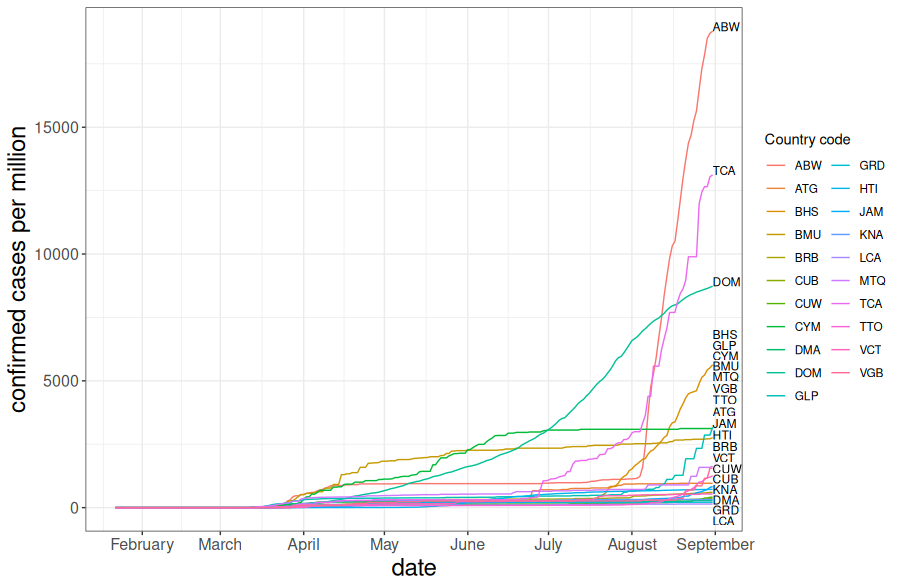 confirmed cases per million
15000
10000
5000
0
February March April May June July August September
date
ABW
TCA
DOM
BHS
GLP
CYM
BMU
MTQ
VGB
TTO
ATG
JAM
HTI
BRB
VCT
CUW
CUB
KNA
DMA
GRD
LCA
Country code
ABW GRD
ATG HTI
BHS JAM
BMU KNA
BRB LCA
CUB MTQ
CUW TCA
CYM TTO
DMA VCT
DOM VGB
GLP